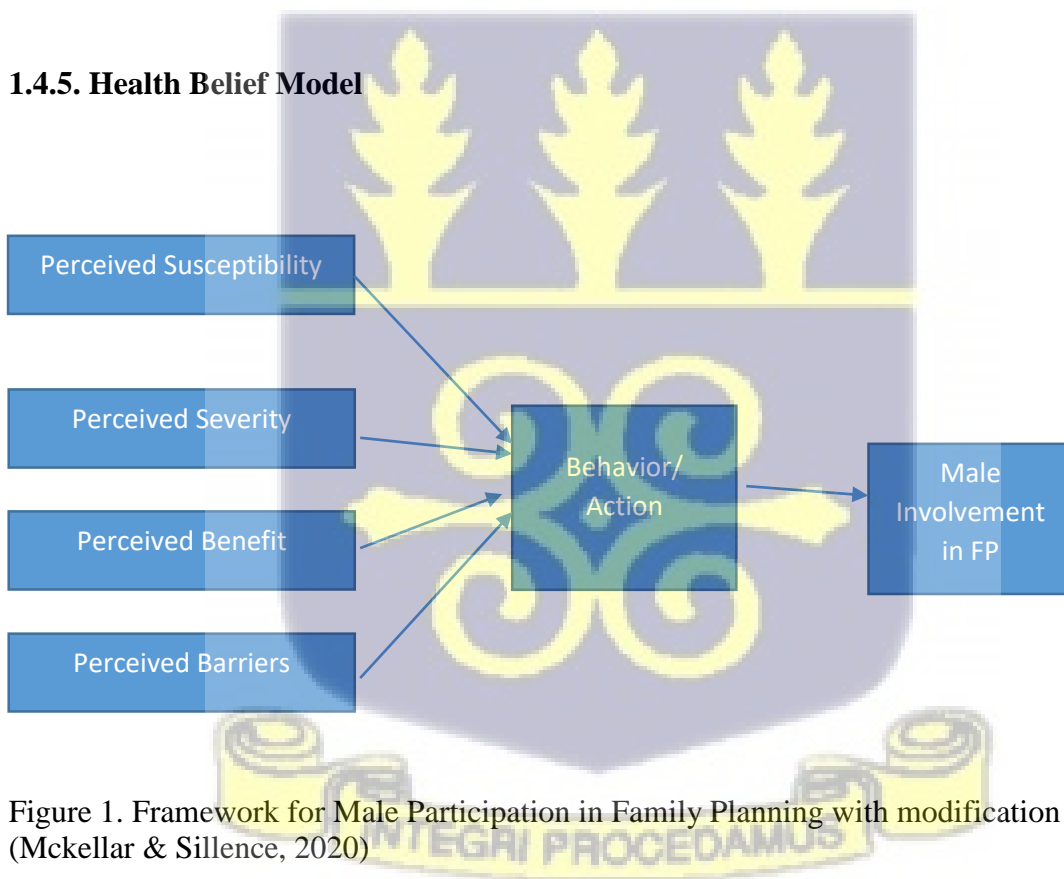 1.4.5. Health Belief Model
Perceived Susceptibility
Perceived Severity
Perceived Benefit
Perceived Barriers
Behavior/
Action
Male
Involvement
in FP
Figure 1. Framework for Male Participation in Family Planning with modification
(Mckellar & Sillence, 2020)
INTEGRI PROCEDAMUS